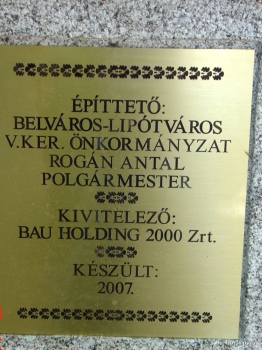 ÉPÍTTETŐ:
BELVÁROS-LIPÓTVÁROS
V.KER. ÖNKORMÁNYZAT
ROGÁN ANTAL
POLGÁRMESTER
KIVITELEZŐ:
BAU HOLDING 2000 Zrt.
KÉSZÜLT:
2007.